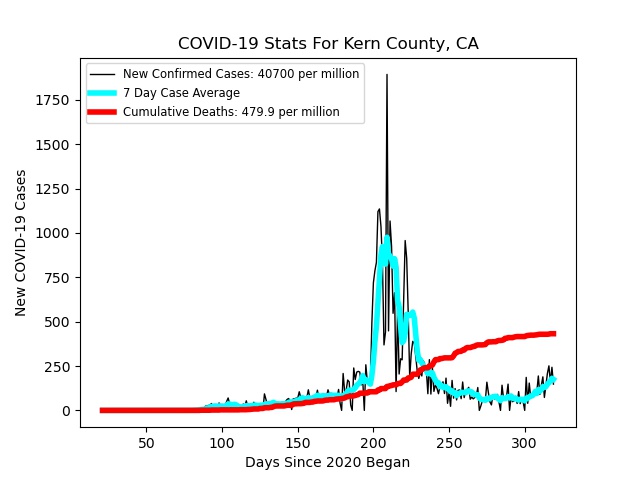 COVID-19 Stats For Kern County, CA
New Confirmed Cases: 40700 per million
7 Day Case Average
Cumulative Deaths: 479.9 per million
New COVID-19 Cases
1750
1500
1250
1000
750
500
250
0
50 100 150 200 250 300
Days Since 2020 Began